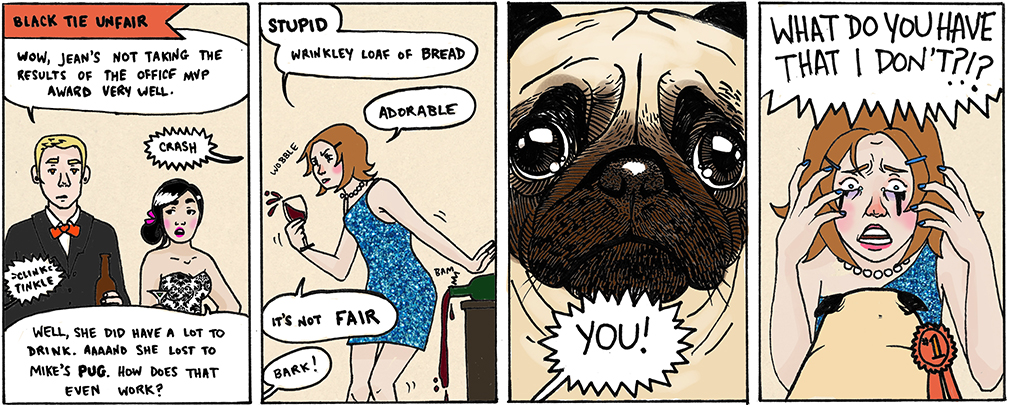 BLACK TIE UNFAIR
WOW, JEAN'S NOT TAKING THE
RESULTS OF THE OFFICE MVP
AWARD VERY WELL.
CRASH
>CLINK<
TINKLE
WELL, SHE DID HAVE A LOT TO
DRINK. AAAAND SHE LOST TO
MIKE'S PUG. HOW DOES THAT
EVEN WORK?
STUPID
WRINKLEY LOAF OF BREAD
ADORABLE
WOBBLE
BAM
IT'S NOT FAIR
BARK!
YOU!
WHAT DO YOU HAVE
THAT I DON'T?!?
...!
#1